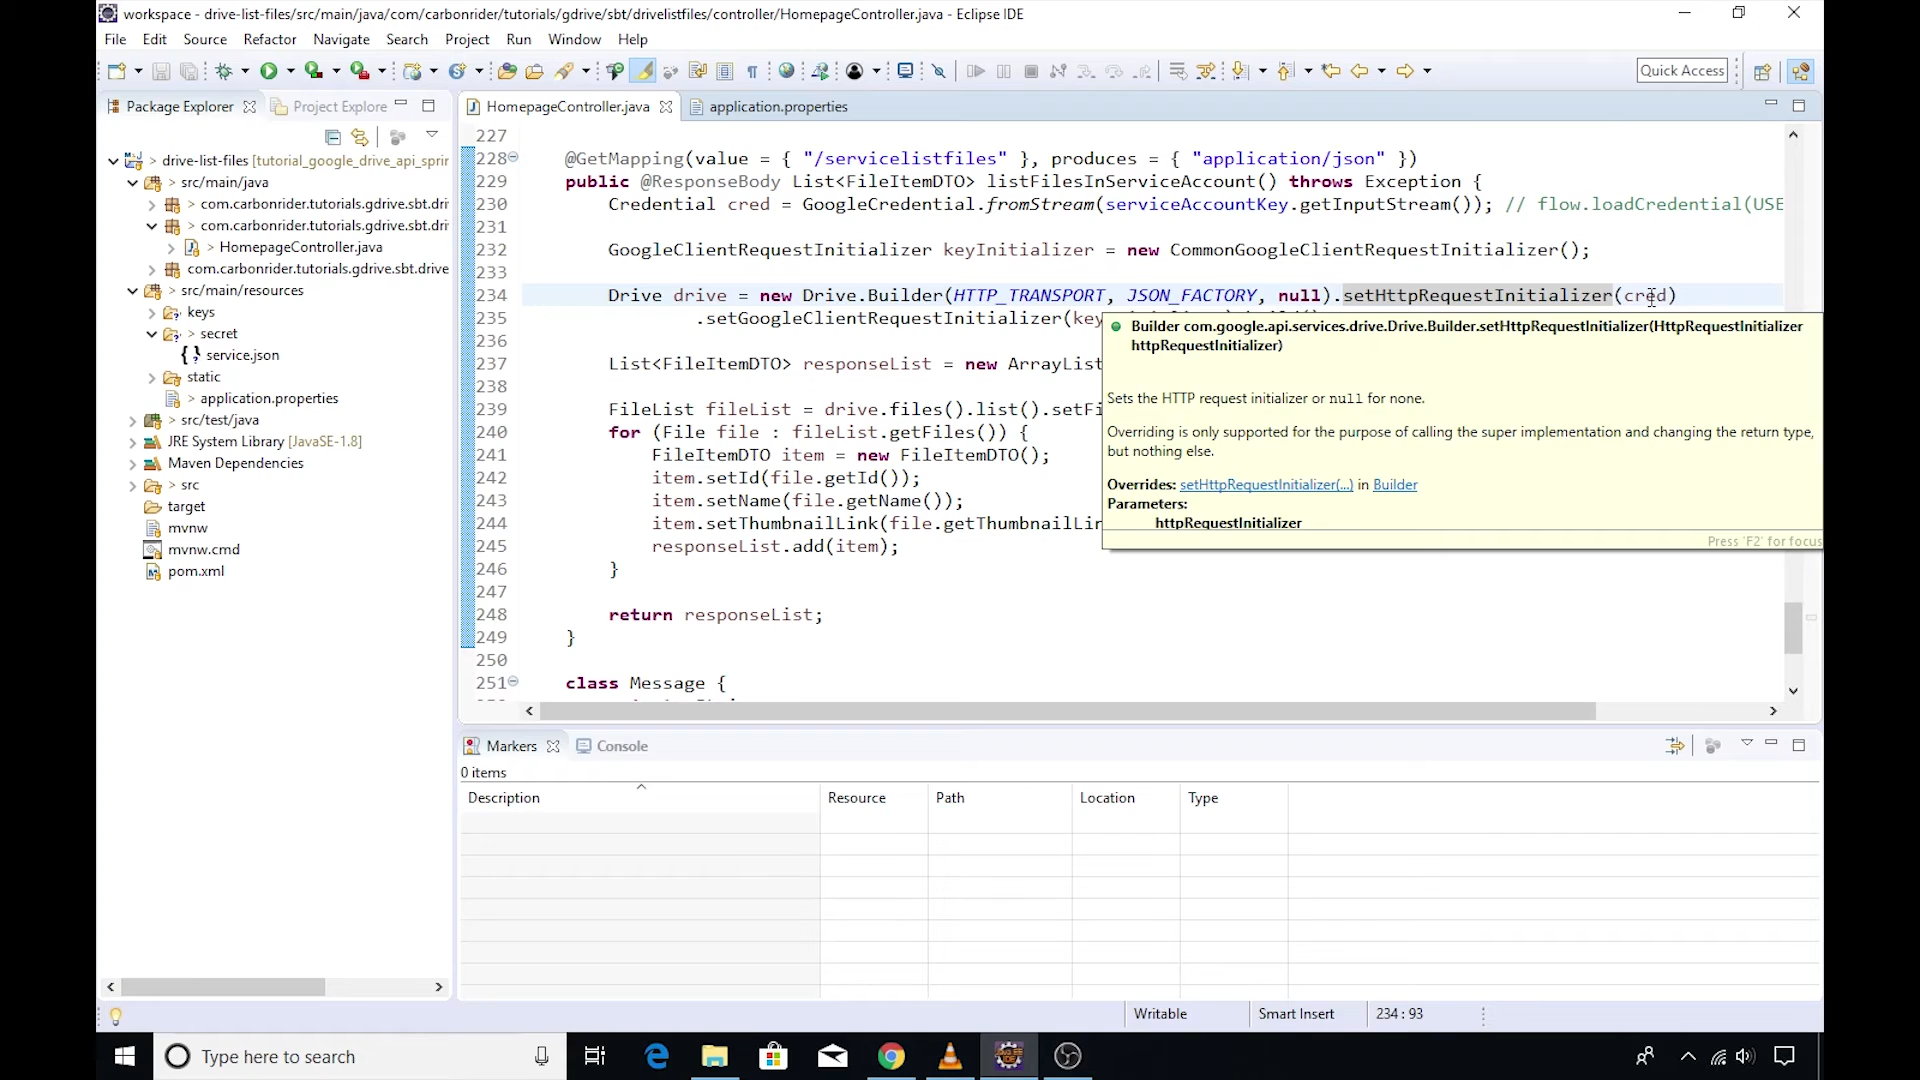 workspace - drive-list-files/src/main/java/com/carbonrider/tutorials/gdrive/sbt/drivelistfiles/controller/HomepageController.java - Eclipse IDE
File Edit Source Refactor Navigate Search Project Run Window Help
Quick Access
Package Explorer Project Explore
HomepageController.java application.properties
> drive-list-files [tutorial_google_drive_api_sprir
> src/main/java
> com.carbonrider.tutorials.gdrive.sbt.dri
> com.carbonrider.tutorials.gdrive.sbt.dri
> HomepageController.java
com.carbonrider.tutorials.gdrive.sbt.drive
> src/main/resources
> keys
> secret
service.json
static
> application.properties
> src/test/java
JRE System Library [JavaSE-1.8]
Maven Dependencies
> src
target
mvnw
mvnw.cmd
pom.xml
227
228 @GetMapping(value = { "/servicelistfiles" }, produces = { "application/json" })
229 public @ResponseBody List<FileItemDTO> listFilesInServiceAccount() throws Exception {
230 Credential cred = GoogleCredential.fromStream(serviceAccountKey.getInputStream()); // flow.loadCredential(USE
231
232 GoogleClientRequestInitializer keyInitializer = new CommonGoogleClientRequestInitializer();
233
234 Drive drive = new Drive.Builder(HTTP_TRANSPORT, JSON_FACTORY, null).setHttpRequestInitializer(cred)
235 .setGoogleClientRequestInitializer(key
236
237 List<FileItemDTO> responseList = new ArrayList
238
239 FileList fileList = drive.files().list().setFi
240 for (File file : fileList.getFiles()) {
241 FileItemDTO item = new FileItemDTO();
242 item.setId(file.getId());
243 item.setName(file.getName());
244 item.setThumbnailLink(file.getThumbnailLin
245 responseList.add(item);
246 }
247
248 return responseList;
249 }
250
251 class Message {
Builder com.google.api.services.drive.Drive.Builder.setHttpRequestInitializer(HttpRequestInitializer
httpRequestInitializer)
Sets the HTTP request initializer or null for none.
Overriding is only supported for the purpose of calling the super implementation and changing the return type,
but nothing else.
Overrides: setHttpRequestInitializer(...) in Builder
Parameters:
httpRequestInitializer
Press 'F2' for focus
Markers Console
0 items
Description Resource Path Location Type
Writable Smart Insert 234 : 93
Type here to search